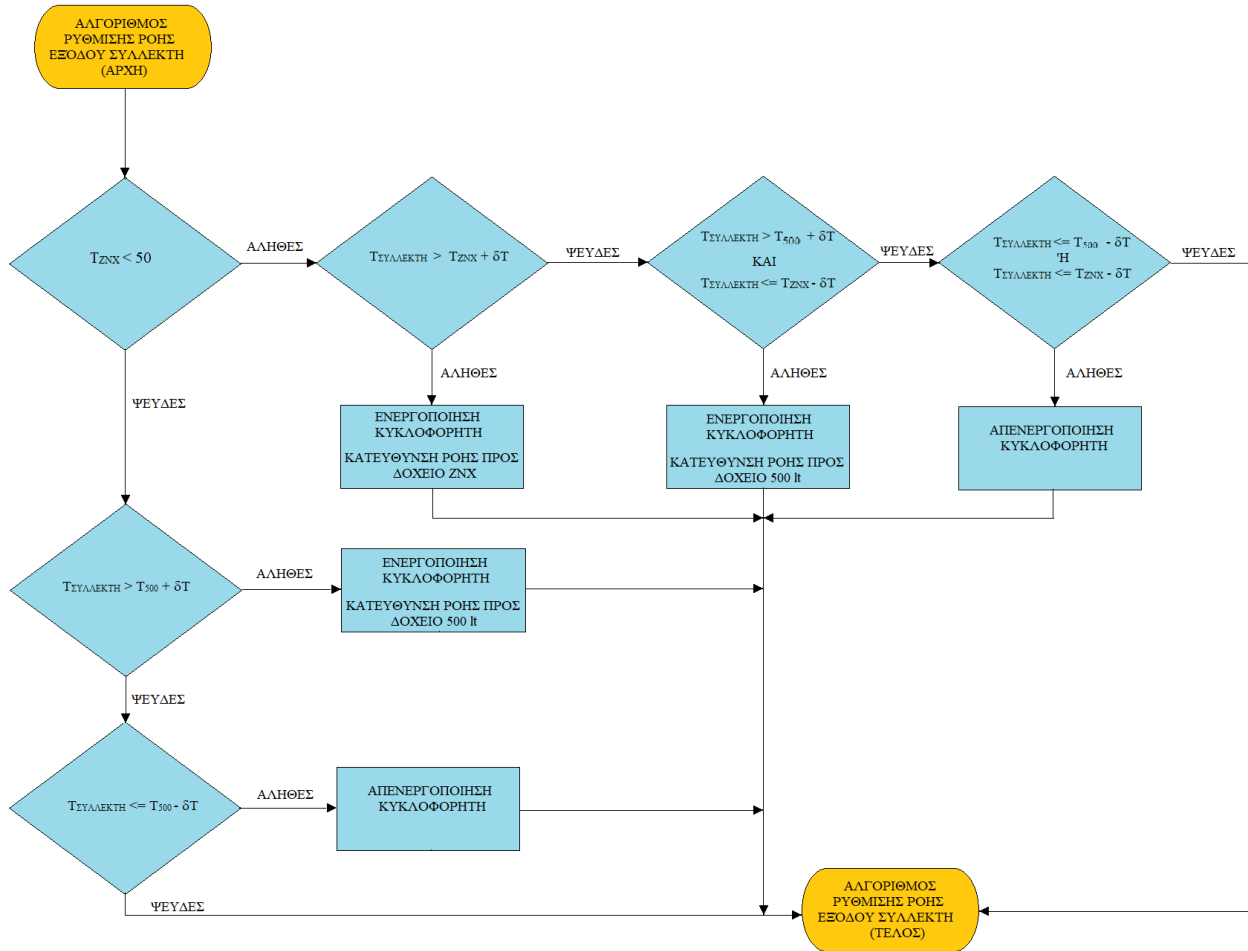 ΑΛΓΟΡΙΘΜΟΣ
ΡΥΘΜΙΣΗΣ ΡΟΗΣ
ΕΞΌΔΟΥ ΣΥΛΛΕΚΤΗ
(ΑΡΧΗ)
ΤΖΝΧ < 50
ΑΛΗΘΕΣ
ΤΣΥΛΛΕΚΤΗ > ΤΖΝΧ + δΤ
ΨΕΥΔΕΣ
ΤΣΥΛΛΕΚΤΗ > Τ500 + δΤ
ΚΑΙ
ΤΣΥΛΛΕΚΤΗ <= ΤΖΝΧ - δΤ
ΨΕΥΔΕΣ
ΤΣΥΛΛΕΚΤΗ <= Τ500 - δΤ
Ή
ΤΣΥΛΛΕΚΤΗ <= ΤΖΝΧ - δΤ
ΨΕΥΔΕΣ
ΑΛΗΘΕΣ
ΑΛΗΘΕΣ
ΑΛΗΘΕΣ
ΨΕΥΔΕΣ
ΕΝΕΡΓΟΠΟΙΗΣΗ
ΚΥΚΛΟΦΟΡΗΤΗ
ΚΑΤΕΥΘΥΝΣΗ ΡΟΗΣ ΠΡΟΣ
ΔΟΧΕΙΟ ΖΝΧ
ΕΝΕΡΓΟΠΟΙΗΣΗ
ΚΥΚΛΟΦΟΡΗΤΗ
ΚΑΤΕΥΘΥΝΣΗ ΡΟΗΣ ΠΡΟΣ
ΔΟΧΕΙΟ 500 lt
ΑΠΕΝΕΡΓΟΠΟΙΗΣΗ
ΚΥΚΛΟΦΟΡΗΤΗ
ΤΣΥΛΛΕΚΤΗ > Τ500 + δΤ
ΑΛΗΘΕΣ
ΕΝΕΡΓΟΠΟΙΗΣΗ
ΚΥΚΛΟΦΟΡΗΤΗ
ΚΑΤΕΥΘΥΝΣΗ ΡΟΗΣ ΠΡΟΣ
ΔΟΧΕΙΟ 500 lt
ΨΕΥΔΕΣ
ΤΣΥΛΛΕΚΤΗ <= Τ500 - δΤ
ΑΛΗΘΕΣ
ΑΠΕΝΕΡΓΟΠΟΙΗΣΗ
ΚΥΚΛΟΦΟΡΗΤΗ
ΨΕΥΔΕΣ
ΑΛΓΟΡΙΘΜΟΣ
ΡΥΘΜΙΣΗΣ ΡΟΗΣ
ΕΞΌΔΟΥ ΣΥΛΛΕΚΤΗ
(ΤΕΛΟΣ)